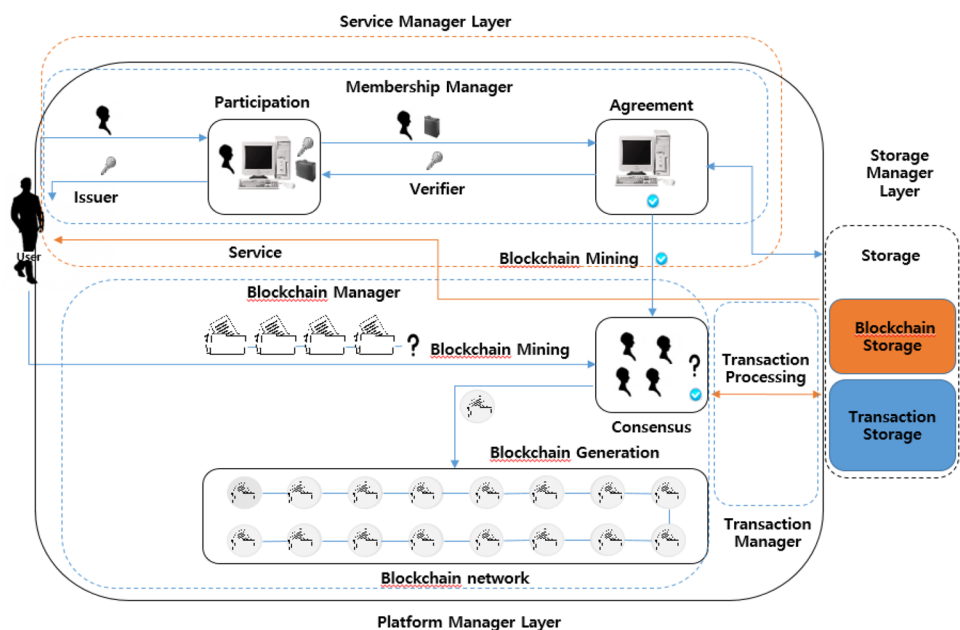 Service Manager Layer
Membership Manager
Participation
Agreement
Issuer
Verifier
User
Service
Blockchain Mining
Storage
Manager
Layer
Storage
Blockchain
Storage
Transaction
Storage
Blockchain Manager
?
Blockchain Mining
?
Consensus
Transaction
Processing
Blockchain Generation
Transaction
Manager
Blockchain network
Platform Manager Layer